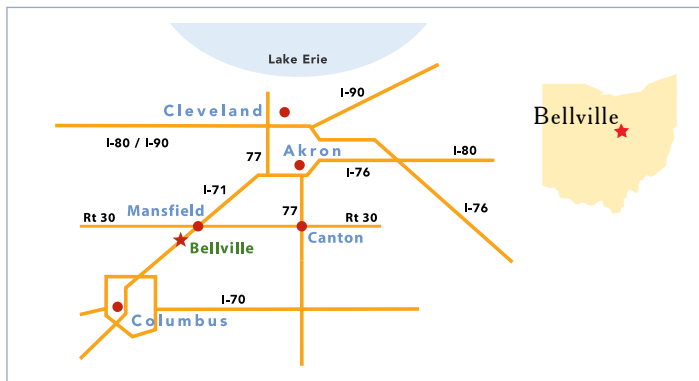 Lake Erie
I-90
Cleveland
I-80 / I-90
77
Akron
I-80
I-76
I-71
Mansfield
77
Rt 30
Rt 30
I-76
Canton
Bellville
I-70
Columbus
Bellville